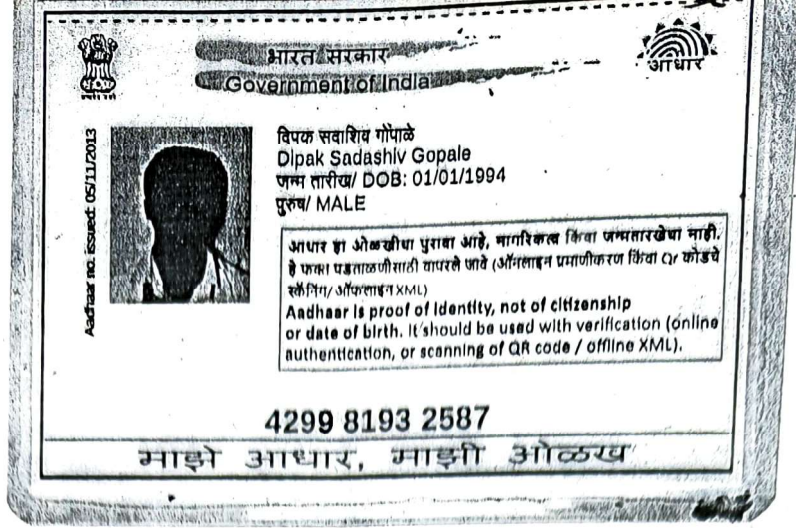 भारत सरकार
Government of India
आधार
Aadhaar no. issued: 05/11/2013
दिपक सदाशिव गोपाळे
Dipak Sadashiv Gopale
जन्म तारीख/ DOB: 01/01/1994
पुरुष/ MALE
आधार हा ओळखीचा पुरावा आहे, नागरिकत्व किंवा जन्मतारखेचा नाही.
हे फक्त पडताळणीसाठी वापरले जावे (ऑनलाइन प्रमाणीकरण किंवा Qr कोडचे
स्कॅनिंग/ ऑफलाइन XML)
Aadhaar is proof of identity, not of citizenship
or date of birth. It should be used with verification (online
authentication, or scanning of QR code / offline XML).
4299 8193 2587
माझे आधार, माझी ओळख